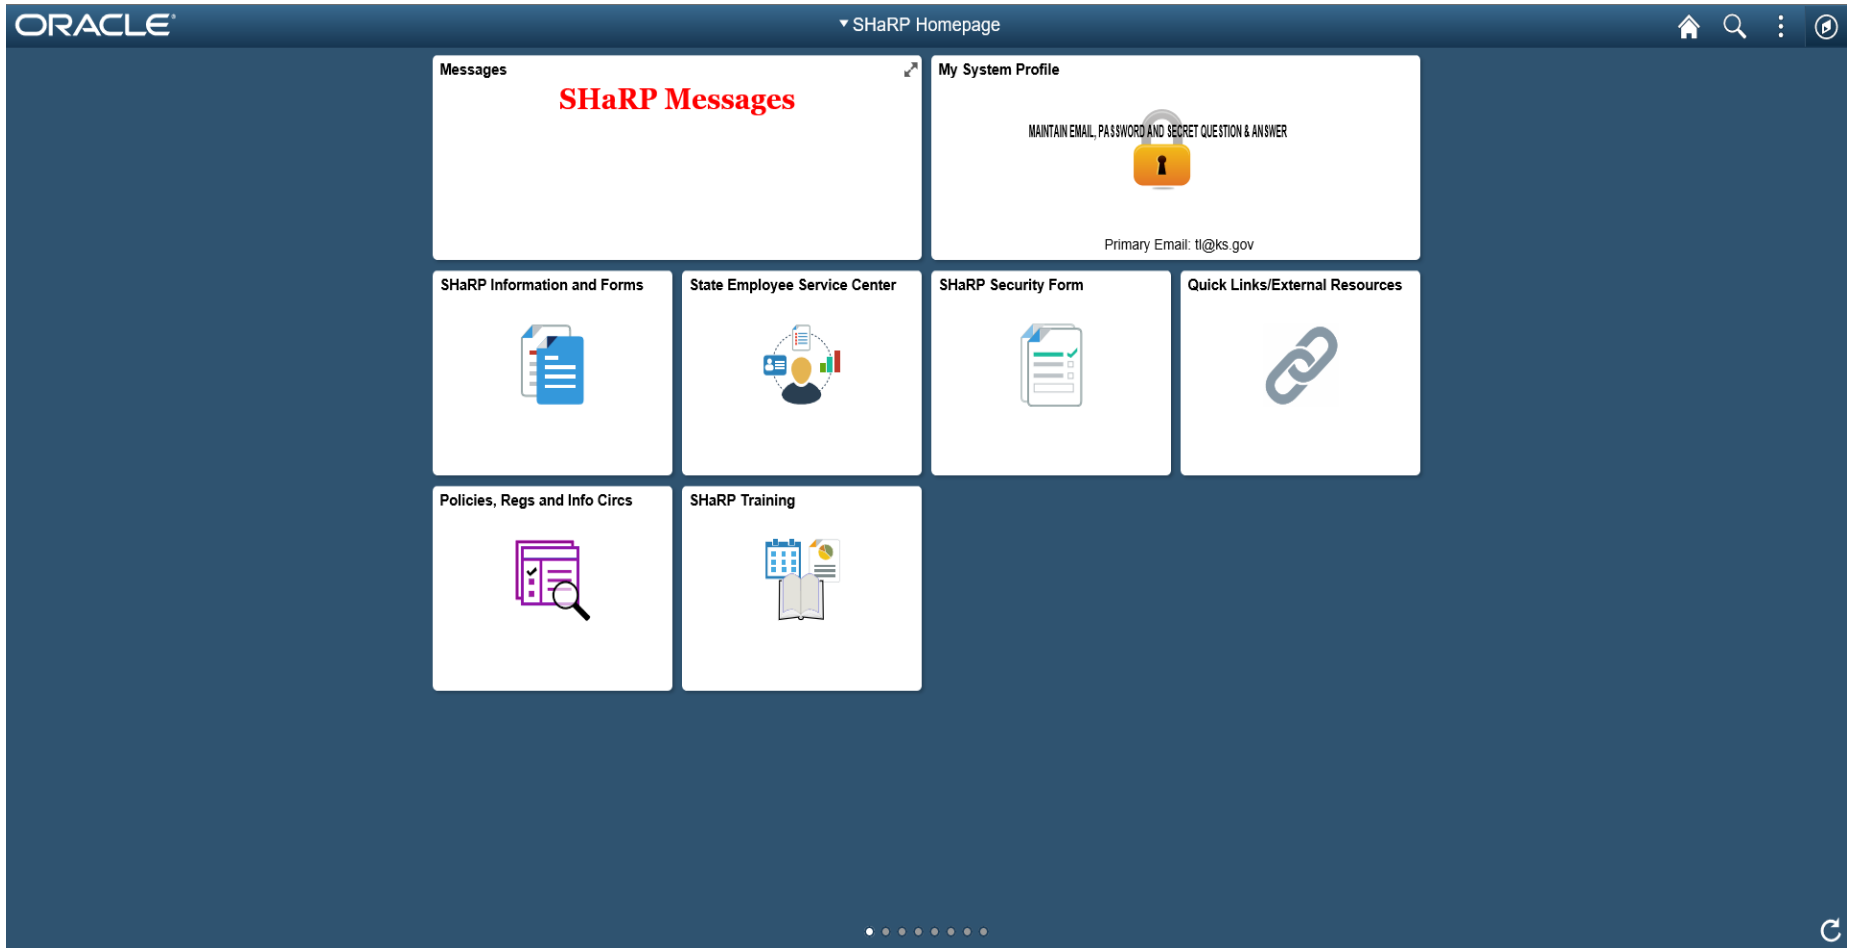 ORACLE
SHaRP Homepage
Messages
SHaRP Messages
My System Profile
MAINTAIN EMAIL, PASSWORD AND SECRET QUESTION & ANSWER
Primary Email: tl@ks.gov
SHaRP Information and Forms
State Employee Service Center
SHaRP Security Form
Quick Links/External Resources
Policies, Regs and Info Circs
SHaRP Training